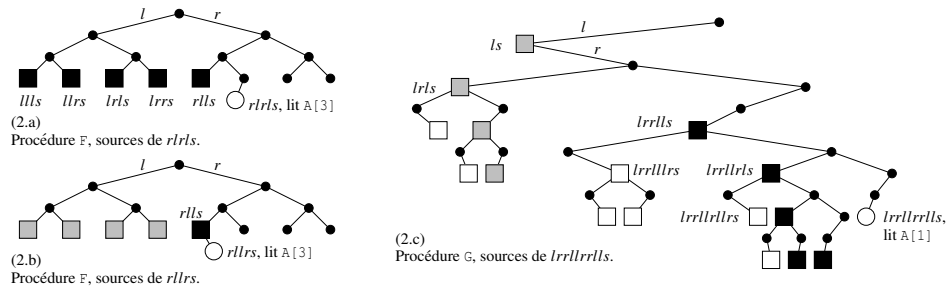 l r
llls llrs lrls lrrs rlls
rlrls, lit A[3]
(2.a)
Procédure F, sources de rlrls.
l r
rlls
rllrs, lit A[3]
(2.b)
Procédure F, sources de rllrs.
l
ls
r
lrls
lrrlls
lrrlllrs lrrllrls
lrrllrllrs lrrllrrlls,
lit A[1]
(2.c)
Procédure G, sources de lrrllrrlls.